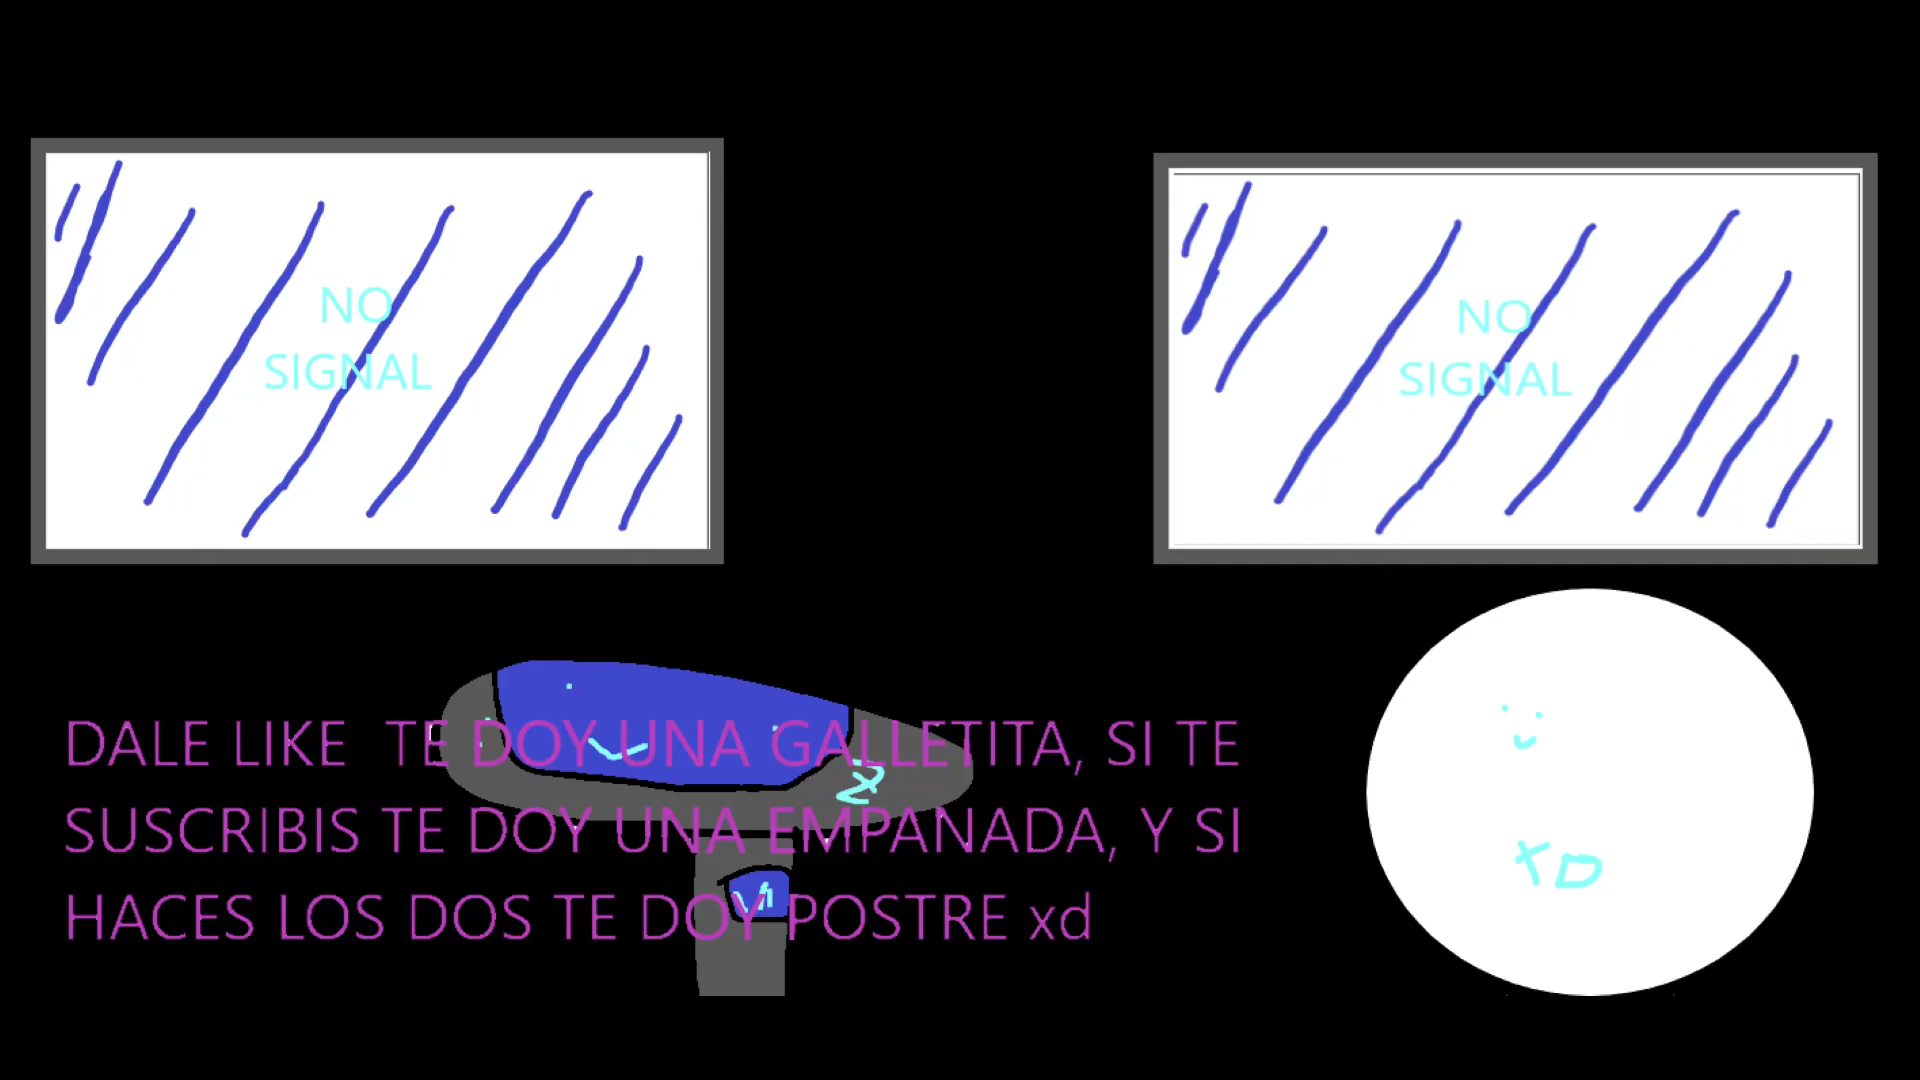 NO
SIGNAL
NO
SIGNAL
DALE LIKE  TE DOY UNA GALLETITA, SI TE
SUSCRIBIS TE DOY UNA EMPANADA, Y SI
HACES LOS DOS TE DOY POSTRE xd
XD